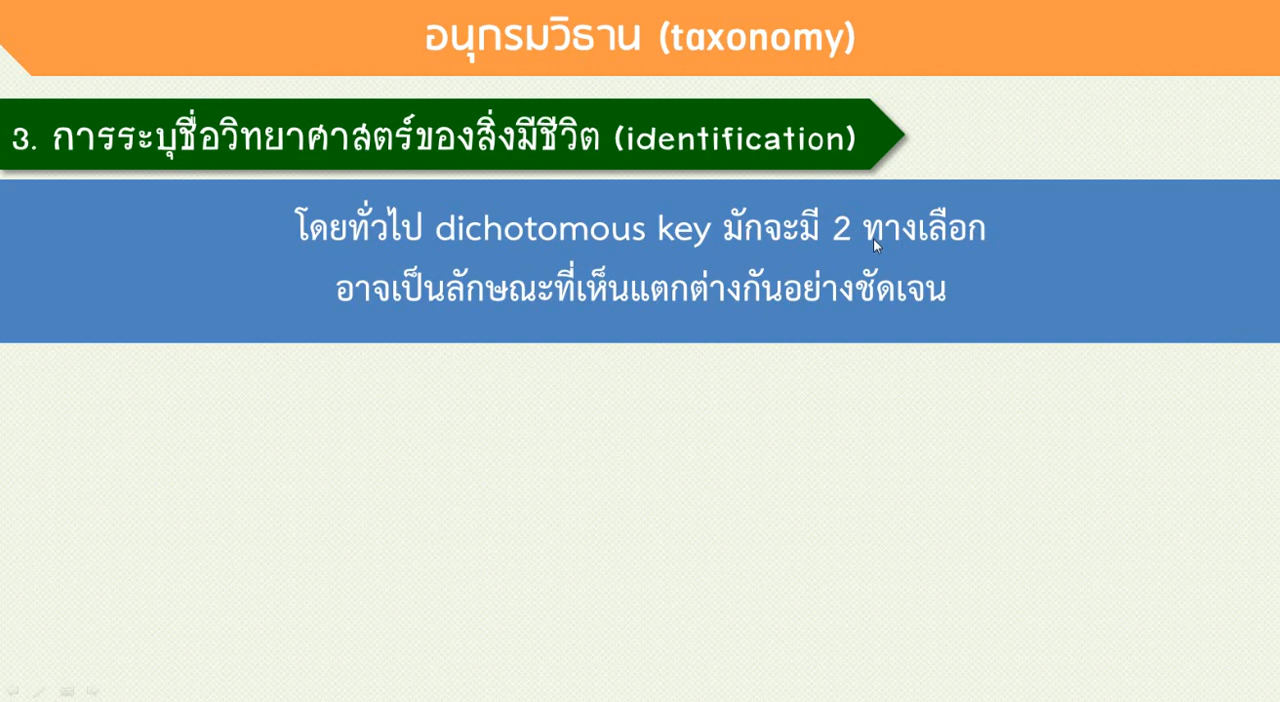 อนุกรมวิธาน (taxonomy)
3. การระบุชื่อวิทยาศาสตร์ของสิ่งมีชีวิต (identification)
โดยทั่วไป dichotomous key มักจะมี 2 ทางเลือก
อาจเป็นลักษณะที่เห็นแตกต่างกันอย่างชัดเจน